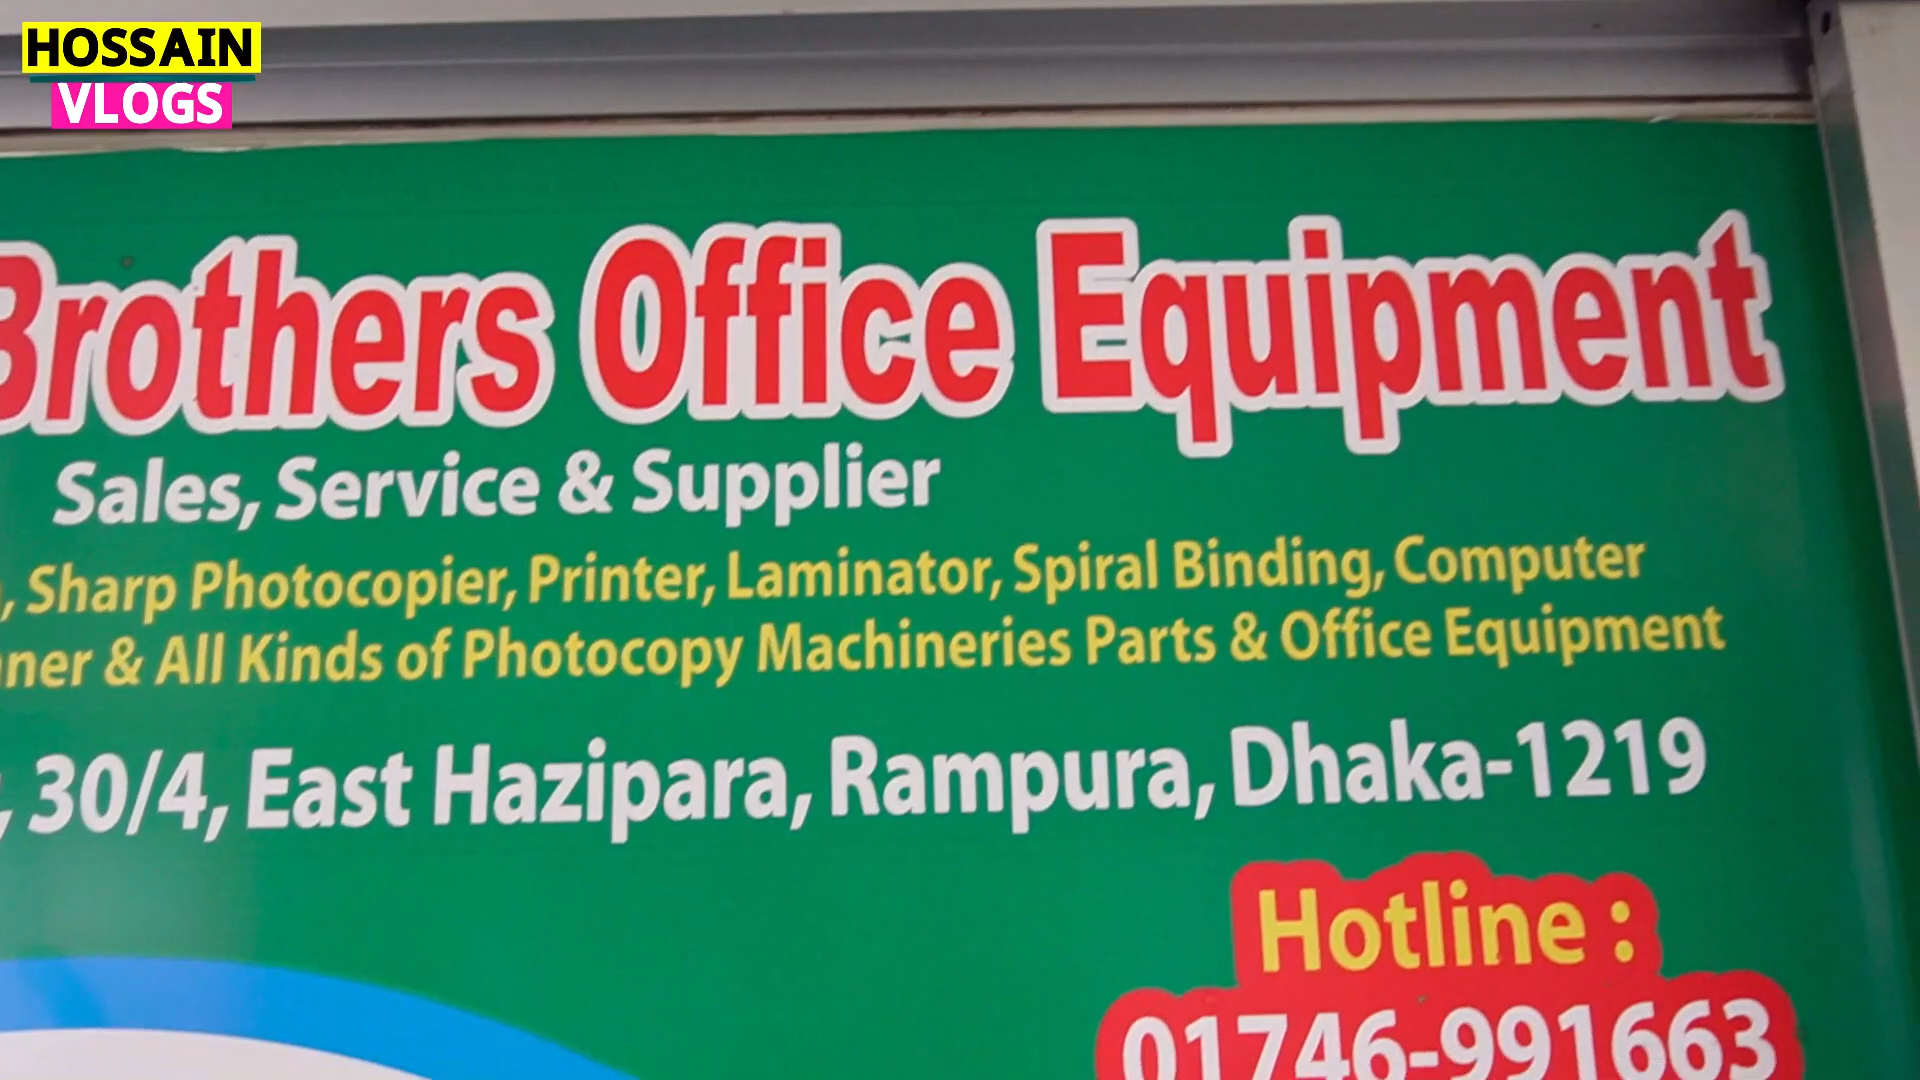 HOSSAIN
VLOGS
Brothers Office Equipment
Sales, Service & Supplier
, Sharp Photocopier, Printer, Laminator, Spiral Binding, Computer
& All Kinds of Photocopy Machineries Parts & Office Equipment
, 30/4, East Hazipara, Rampura, Dhaka-1219
Hotline :
01746-991663